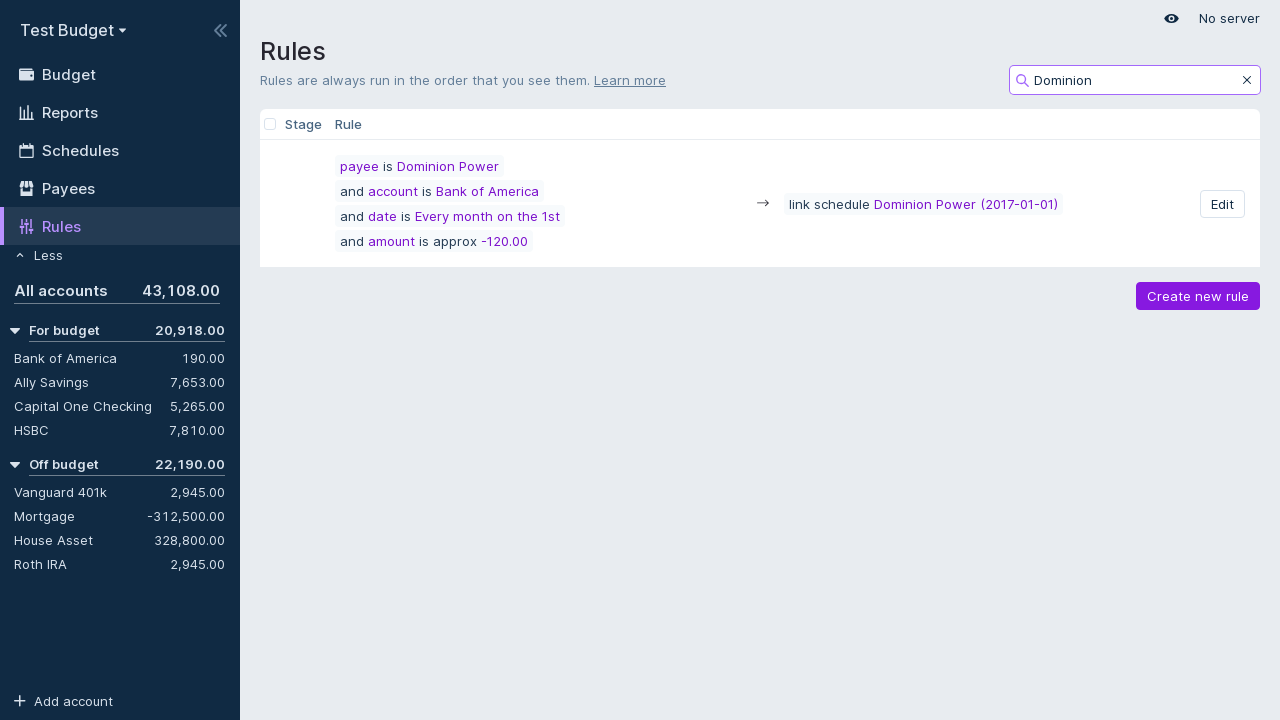 Test Budget
Budget
Reports
Schedules
Payees
Rules
Less
All accounts 43,108.00
For budget 20,918.00
Bank of America 190.00
Ally Savings 7,653.00
Capital One Checking 5,265.00
HSBC 7,810.00
Off budget 22,190.00
Vanguard 401k 2,945.00
Mortgage -312,500.00
House Asset 328,800.00
Roth IRA 2,945.00
Add account
No server
Rules
Rules are always run in the order that you see them. Learn more
Dominion
Stage Rule
payee is Dominion Power
and account is Bank of America
and date is Every month on the 1st
and amount is approx -120.00
→ link schedule Dominion Power (2017-01-01)
Edit
Create new rule